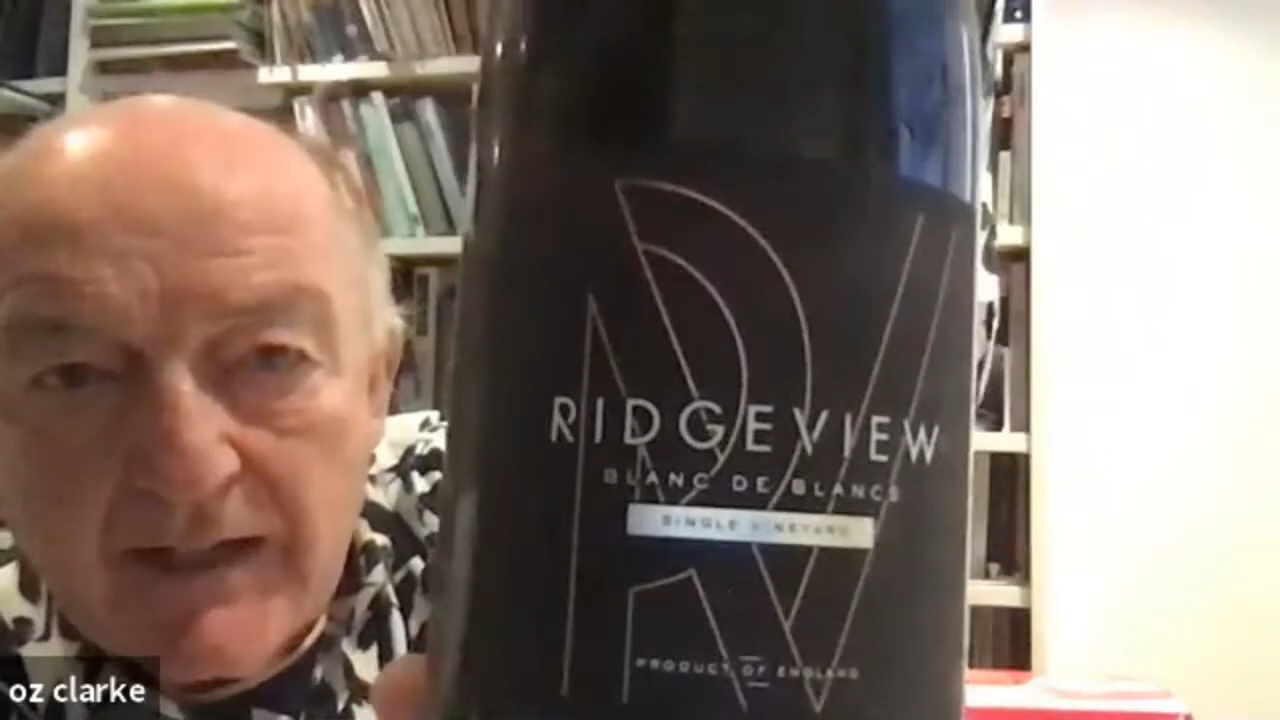 RIDGEVIEW
BLANC DE BLANCS
SINGLE VINEYARD
PRODUCT OF ENGLAND
oz clarke